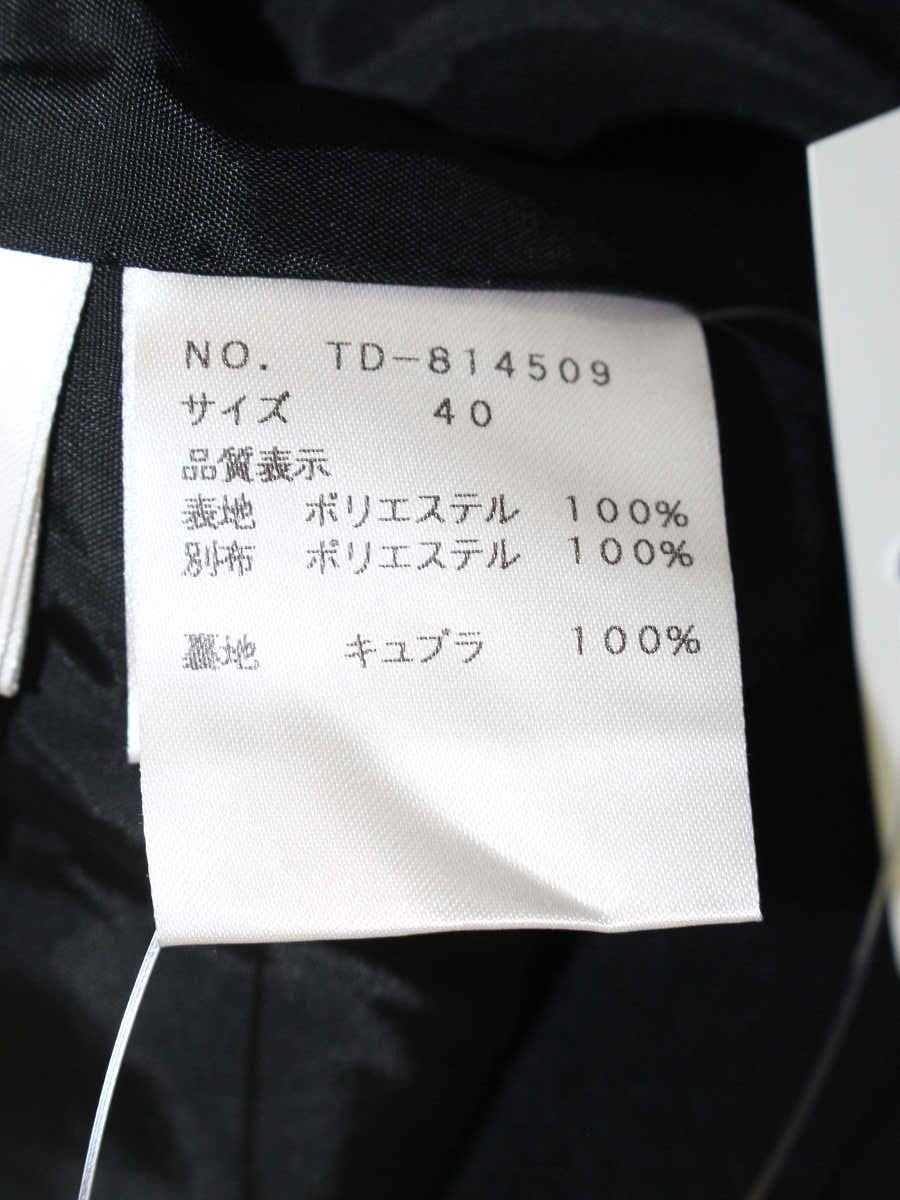 NO. TD-814509
サイズ 40
品質表示
表地 ポリエステル 100%
別布 ポリエステル 100%
裏地 キュプラ 100%